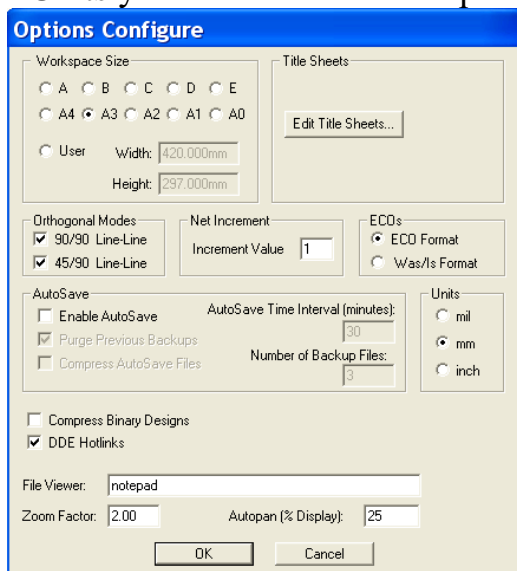 Options Configure
Workspace Size
A B C D E
A4 A3 A2 A1 A0
User Width: 420.000mm
Height: 297.000mm
Title Sheets
Edit Title Sheets...
Orthogonal Modes
90/90 Line-Line
45/90 Line-Line
Net Increment
Increment Value 1
ECOs
ECO Format
Was/Is Format
AutoSave
Enable AutoSave
Purge Previous Backups
Compress AutoSave Files
AutoSave Time Interval (minutes):
30
Number of Backup Files:
3
Units
mil
mm
inch
Compress Binary Designs
DDE Hotlinks
File Viewer: notepad
Zoom Factor: 2.00 Autopan (% Display): 25
OK Cancel